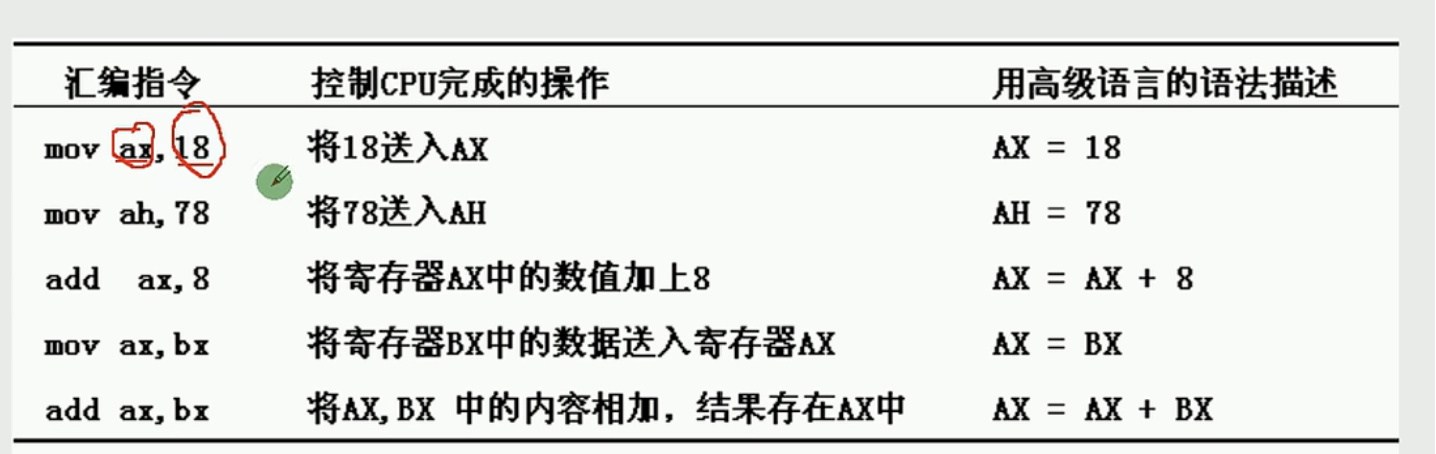 汇编指令 控制CPU完成的操作 用高级语言的语法描述
mov ax,18 将18送入AX AX = 18
mov ah,78 将78送入AH AH = 78
add ax,8 将寄存器AX中的数值加上8 AX = AX + 8
mov ax,bx 将寄存器BX中的数据送入寄存器AX AX = BX
add ax,bx 将AX,BX 中的内容相加，结果存在AX中 AX = AX + BX